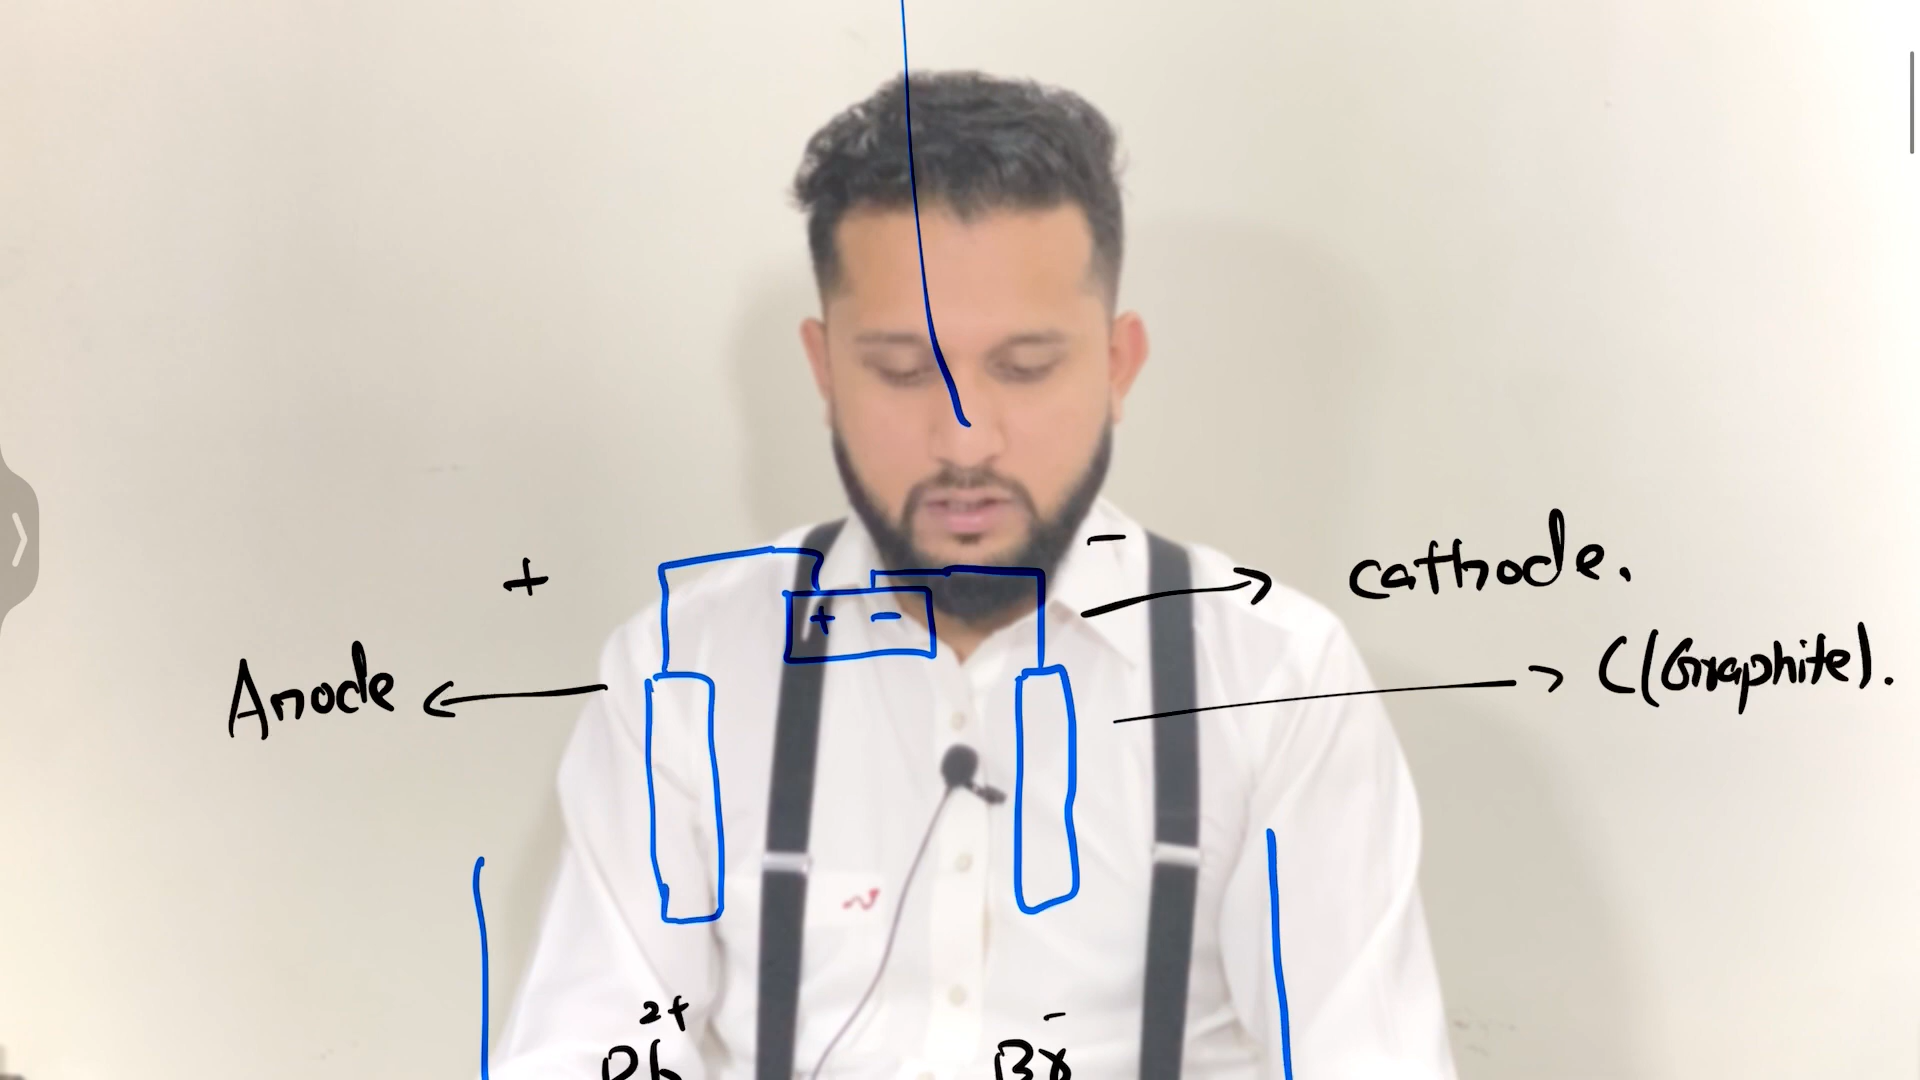 + −
cathode.
+ −
Anode
C(Graphite).
2+ −
Pb Br